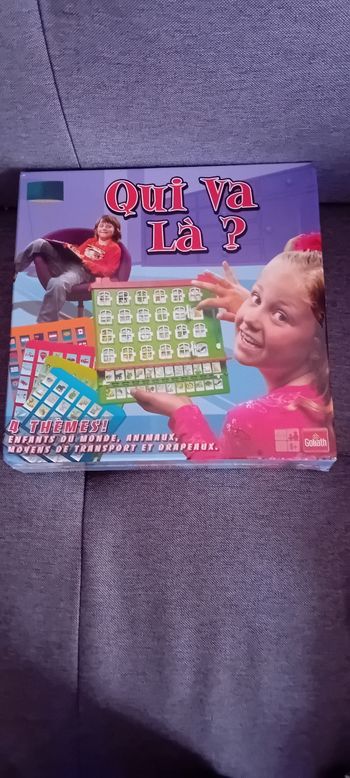 Qui Va
Là ?
4 THÈMES!
ENFANTS DU MONDE, ANIMAUX,
MOYENS DE TRANSPORT ET DRAPEAUX.
Goliath